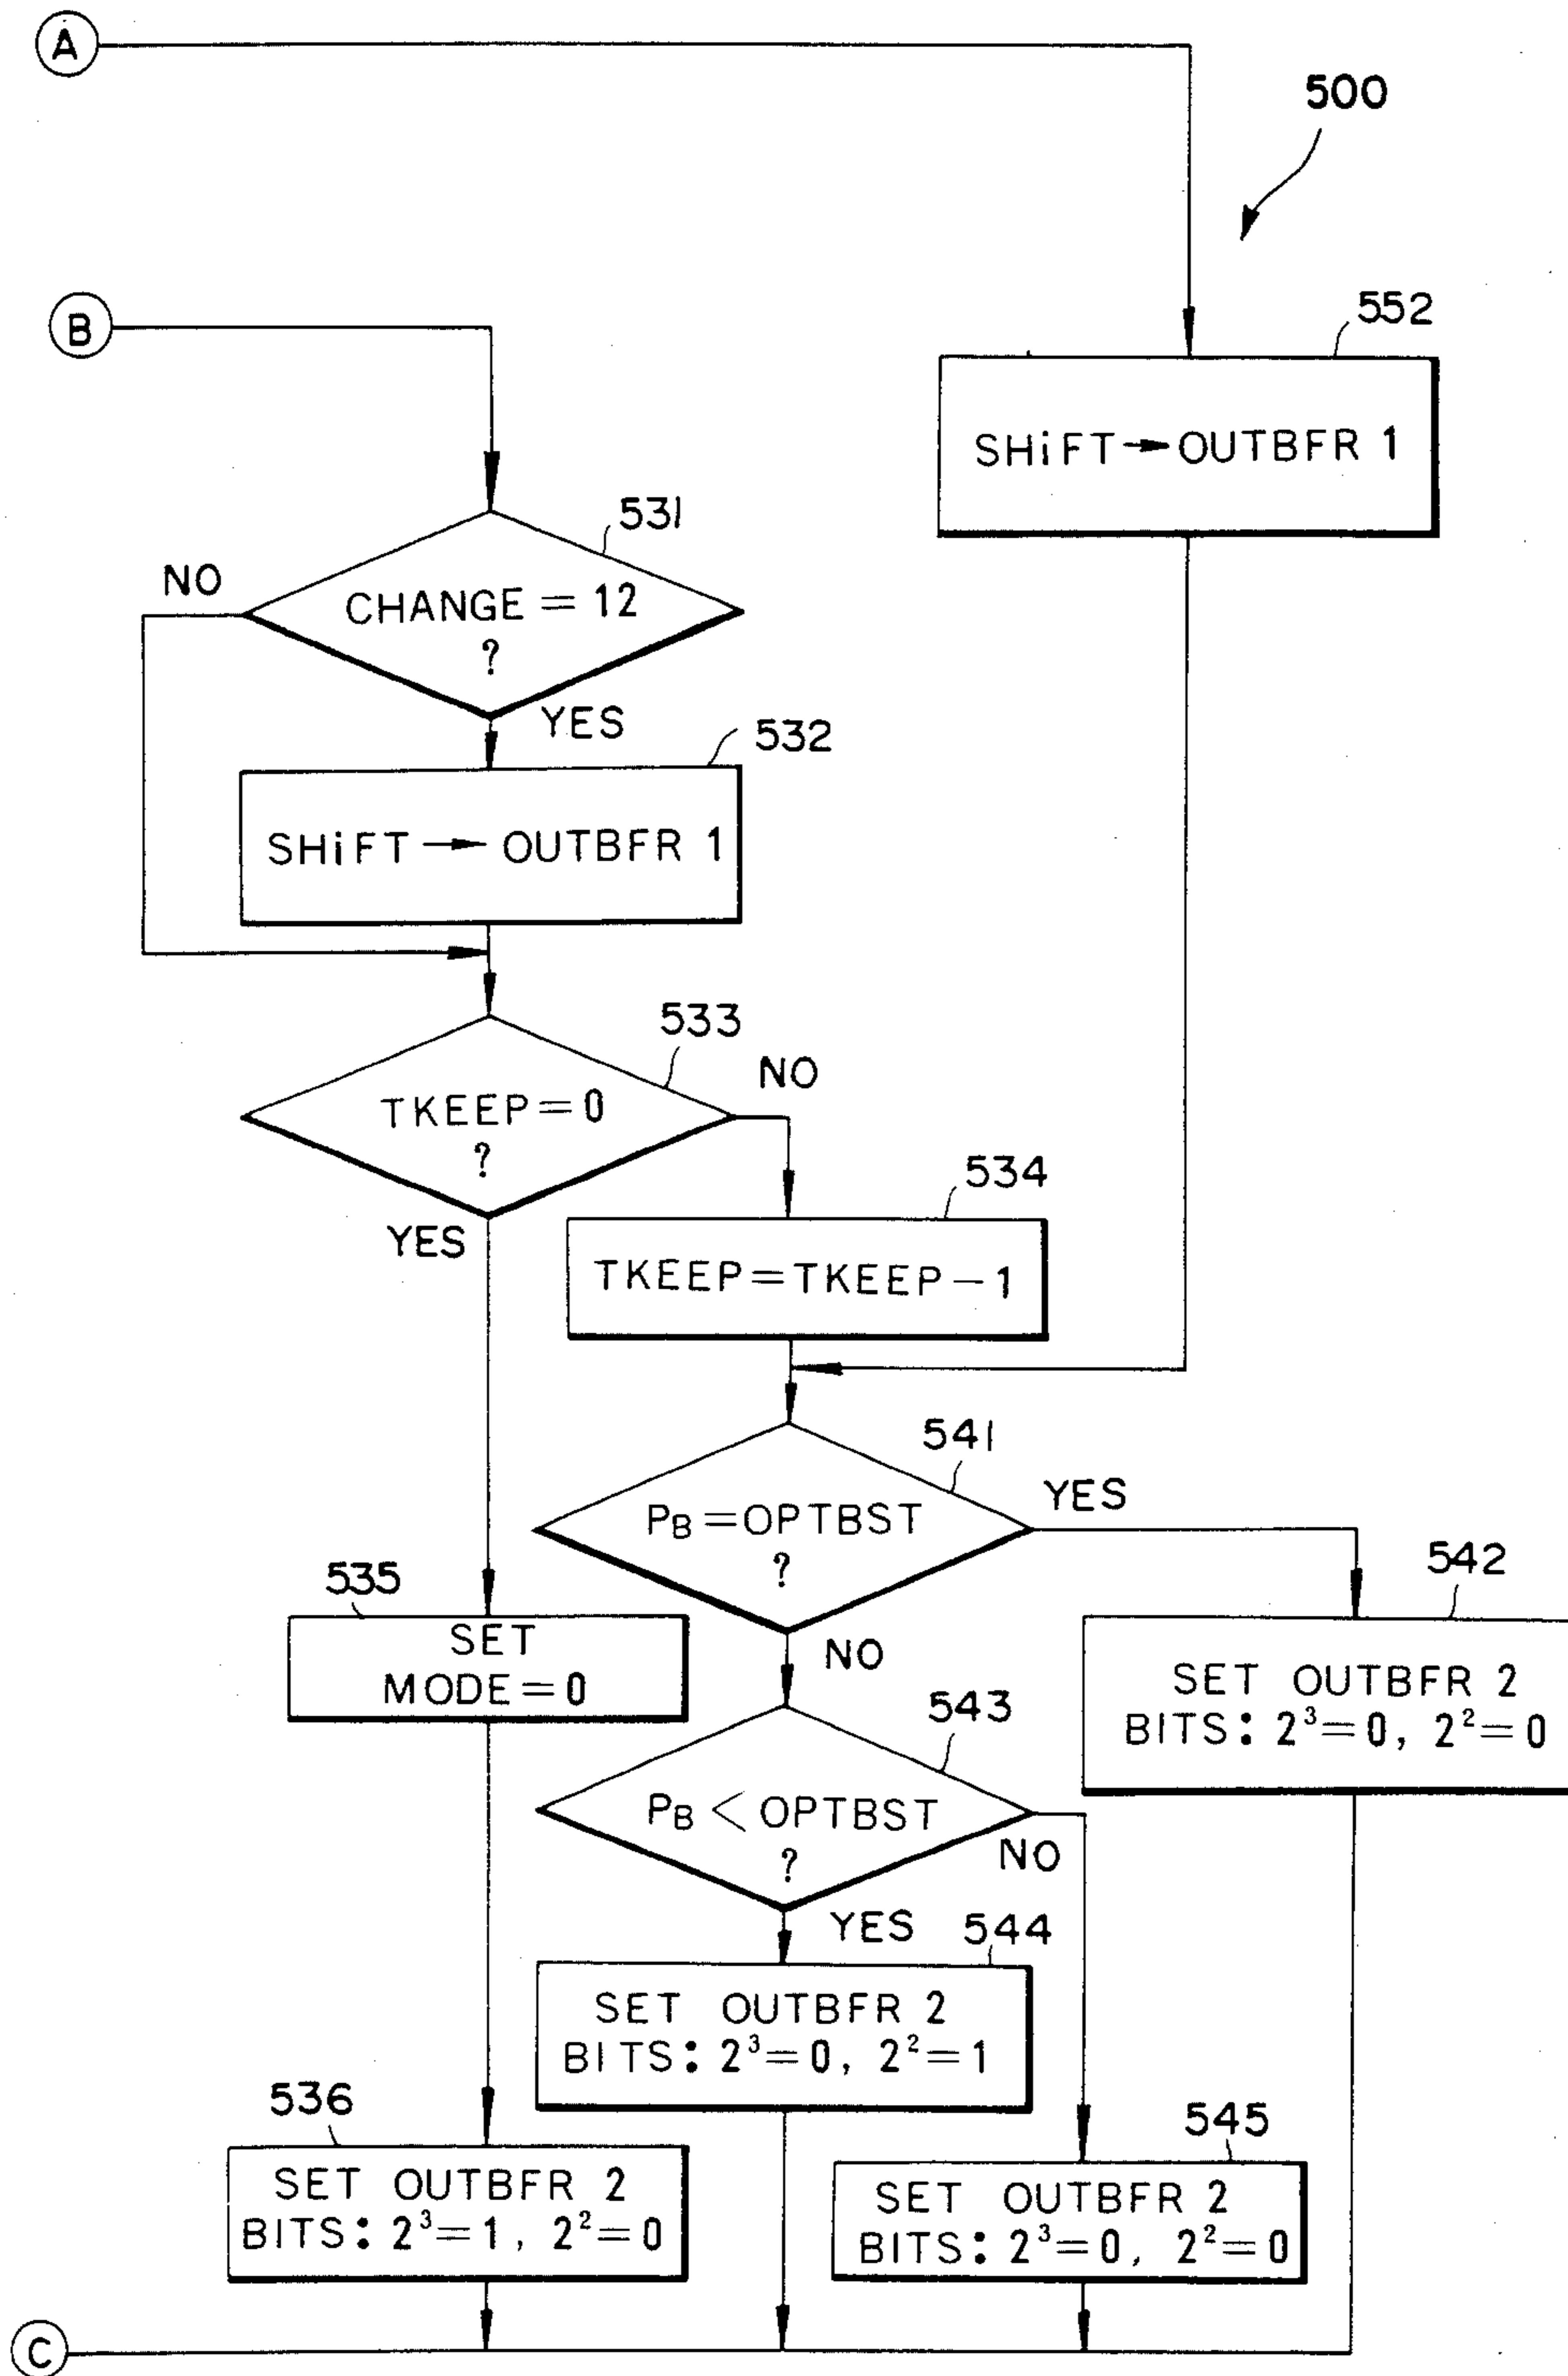 A
500
B
552
SHiFT → OUTBFR 1
531
NO
CHANGE = 12
?
YES
532
SHiFT → OUTBFR 1
533
NO
TKEEP = 0
?
YES
534
TKEEP = TKEEP − 1
541
YES
PB = OPTBST
?
NO
542
SET OUTBFR 2
BITS: 2³=0, 2²=0
535
SET
MODE = 0
543
PB < OPTBST
?
NO
YES
544
SET OUTBFR 2
BITS: 2³=0, 2²=1
536
SET OUTBFR 2
BITS: 2³=1, 2²=0
545
SET OUTBFR 2
BITS: 2³=0, 2²=0
C